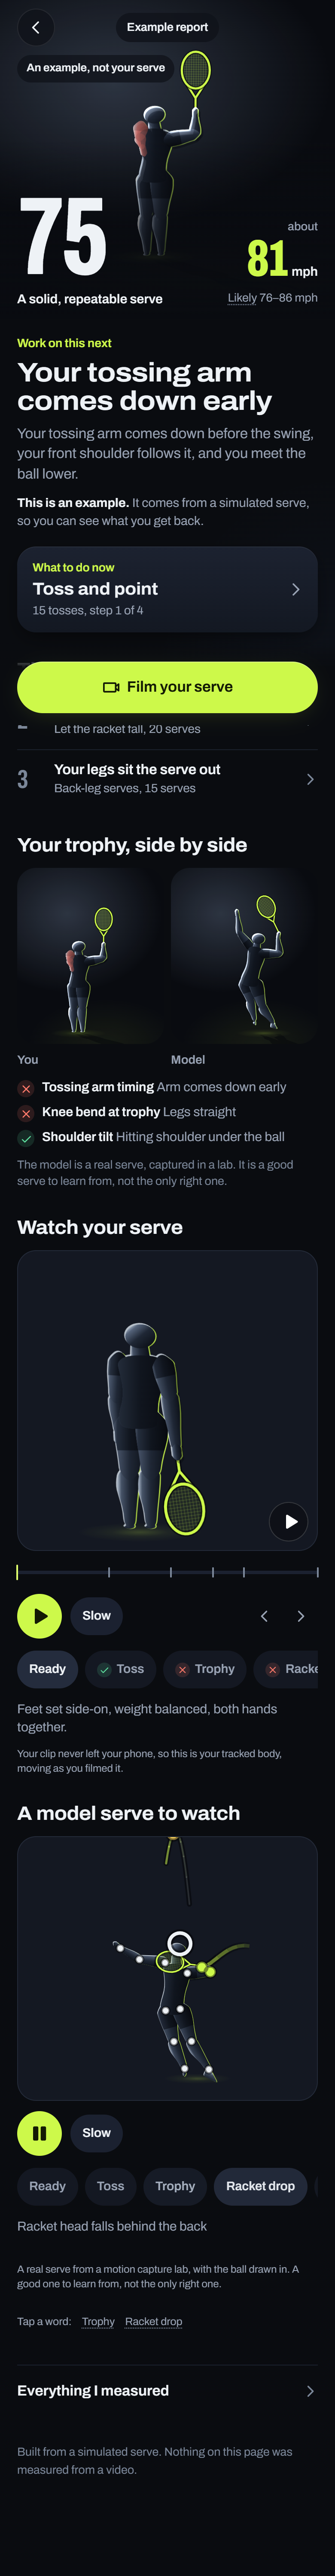 Example report
An example, not your serve
75
about
81 mph
A solid, repeatable serve
Likely 76–86 mph
Work on this next
Your tossing arm
comes down early
Your tossing arm comes down before the swing,
your front shoulder follows it, and you meet the
ball lower.
This is an example. It comes from a simulated serve,
so you can see what you get back.
What to do now
Toss and point
15 tosses, step 1 of 4
Film your serve
Let the racket fall, 20 serves
3
Your legs sit the serve out
Back-leg serves, 15 serves
Your trophy, side by side
You
Model
Tossing arm timing Arm comes down early
Knee bend at trophy Legs straight
Shoulder tilt Hitting shoulder under the ball
The model is a real serve, captured in a lab. It is a good
serve to learn from, not the only right one.
Watch your serve
Slow
Ready
Toss
Trophy
Racke
Feet set side-on, weight balanced, both hands
together.
Your clip never left your phone, so this is your tracked body,
moving as you filmed it.
A model serve to watch
Slow
Ready
Toss
Trophy
Racket drop
Racket head falls behind the back
A real serve from a motion capture lab, with the ball drawn in. A
good one to learn from, not the only right one.
Tap a word: Trophy Racket drop
Everything I measured
Built from a simulated serve. Nothing on this page was
measured from a video.